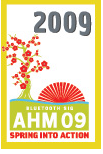 2009
BLUETOOTH SIG
AHM 09
SPRING INTO ACTION